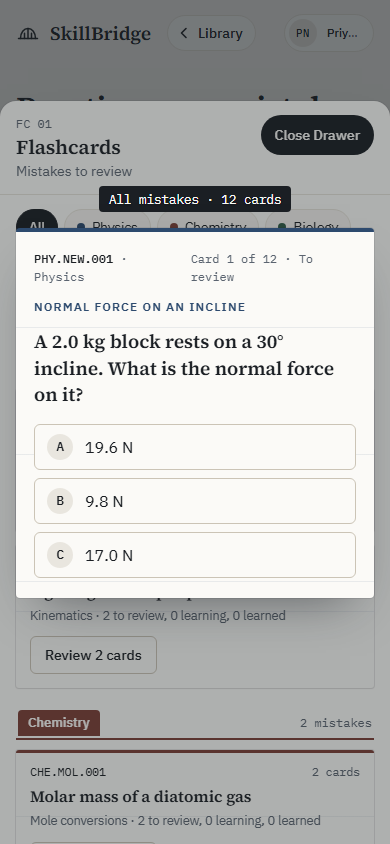 SkillBridge
Library
PN
Priy...
FC 01
Flashcards
Mistakes to review
Close Drawer
All mistakes · 12 cards
All
Physics
Chemistry
Biology
PHY.NEW.001 · Physics
Card 1 of 12 · To review
NORMAL FORCE ON AN INCLINE
A 2.0 kg block rests on a 30°
incline. What is the normal force
on it?
A 19.6 N
B 9.8 N
C 17.0 N
Kinematics · 2 to review, 0 learning, 0 learned
Review 2 cards
Chemistry
2 mistakes
CHE.MOL.001
2 cards
Molar mass of a diatomic gas
Mole conversions · 2 to review, 0 learning, 0 learned